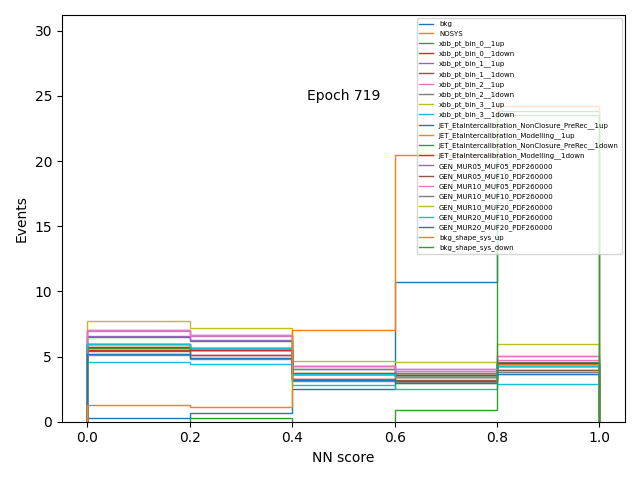 30
25
20
15
10
5
0
Events
Epoch 719
bkg
NOSYS
xbb_pt_bin_0__1up
xbb_pt_bin_0__1down
xbb_pt_bin_1__1up
xbb_pt_bin_1__1down
xbb_pt_bin_2__1up
xbb_pt_bin_2__1down
xbb_pt_bin_3__1up
xbb_pt_bin_3__1down
JET_EtaIntercalibration_NonClosure_PreRec__1up
JET_EtaIntercalibration_Modelling__1up
JET_EtaIntercalibration_NonClosure_PreRec__1down
JET_EtaIntercalibration_Modelling__1down
GEN_MUR05_MUF05_PDF260000
GEN_MUR05_MUF10_PDF260000
GEN_MUR10_MUF05_PDF260000
GEN_MUR10_MUF10_PDF260000
GEN_MUR10_MUF20_PDF260000
GEN_MUR20_MUF10_PDF260000
GEN_MUR20_MUF20_PDF260000
bkg_shape_sys_up
bkg_shape_sys_down
0.0 0.2 0.4 0.6 0.8 1.0
NN score